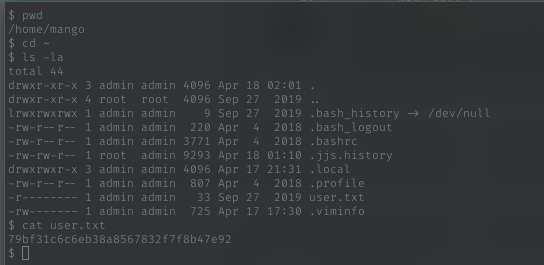 $ pwd
/home/mango
$ cd ~
$ ls -la
total 44
drwxr-xr-x 3 admin admin 4096 Apr 18 02:01 .
drwxr-xr-x 4 root  root  4096 Sep 27  2019 ..
lrwxrwxrwx 1 admin admin    9 Sep 27  2019 .bash_history -> /dev/null
-rw-r--r-- 1 admin admin  220 Apr  4  2018 .bash_logout
-rw-r--r-- 1 admin admin 3771 Apr  4  2018 .bashrc
-rw-rw-r-- 1 root  admin 9293 Apr 18 01:10 .jjs.history
drwxrwxr-x 3 admin admin 4096 Apr 17 21:31 .local
-rw-r--r-- 1 admin admin  807 Apr  4  2018 .profile
-r-------- 1 admin admin   33 Sep 27  2019 user.txt
-rw------- 1 admin admin  725 Apr 17 17:30 .viminfo
$ cat user.txt
79bf31c6c6eb38a8567832f7f8b47e92
$